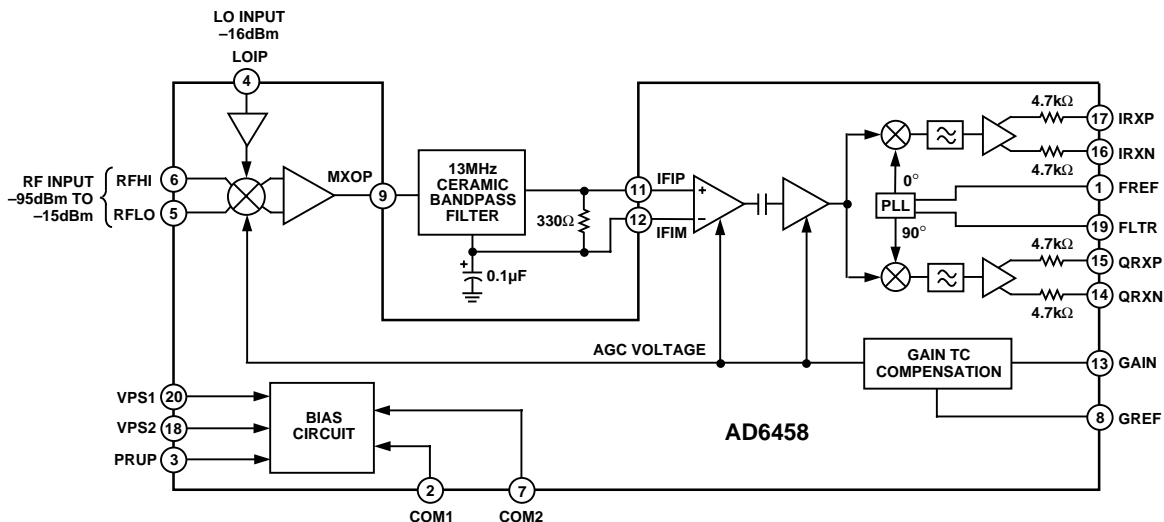 LO INPUT
–16dBm
LOIP
4
RF INPUT
–95dBm TO
–15dBm
RFHI
6
RFLO
5
MXOP
9
13MHz
CERAMIC
BANDPASS
FILTER
330Ω
+
0.1µF
11
IFIP
12
IFIM
+
–
0°
PLL
90°
4.7kΩ
17
IRXP
16
IRXN
4.7kΩ
1
FREF
19
FLTR
4.7kΩ
15
QRXP
14
QRXN
4.7kΩ
AGC VOLTAGE
GAIN TC
COMPENSATION
13
GAIN
8
GREF
AD6458
VPS1
20
VPS2
18
PRUP
3
BIAS
CIRCUIT
2
COM1
7
COM2